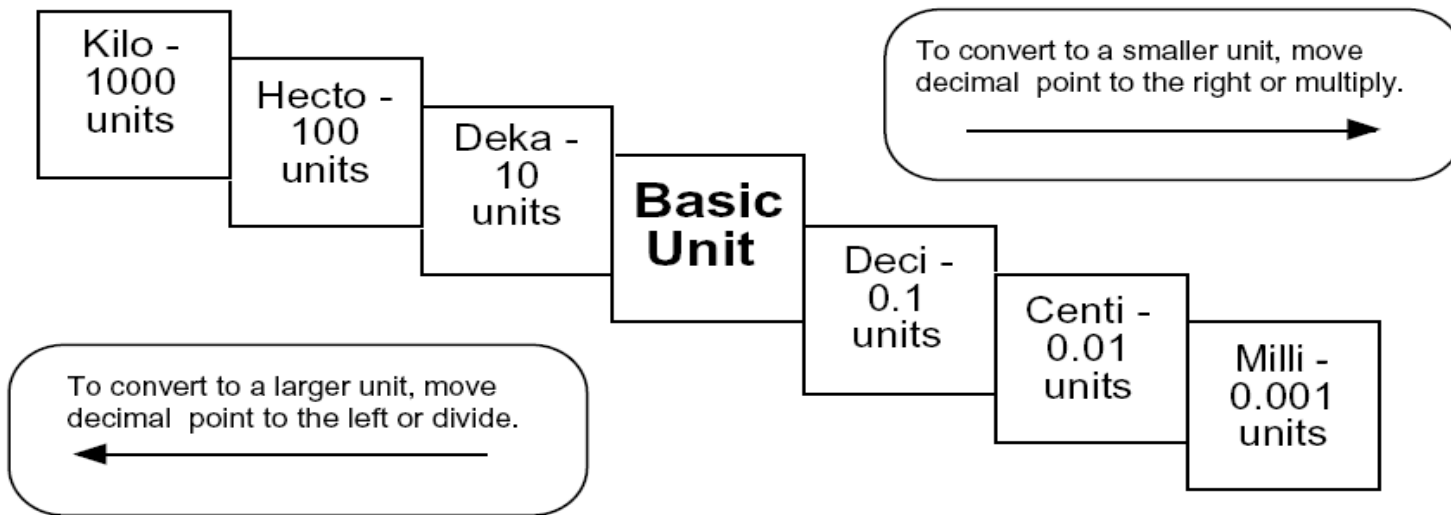 Kilo -
1000
units
Hecto -
100
units
Deka -
10
units
Basic
Unit
Deci -
0.1
units
Centi -
0.01
units
Milli -
0.001
units
To convert to a smaller unit, move
decimal point to the right or multiply.
To convert to a larger unit, move
decimal point to the left or divide.